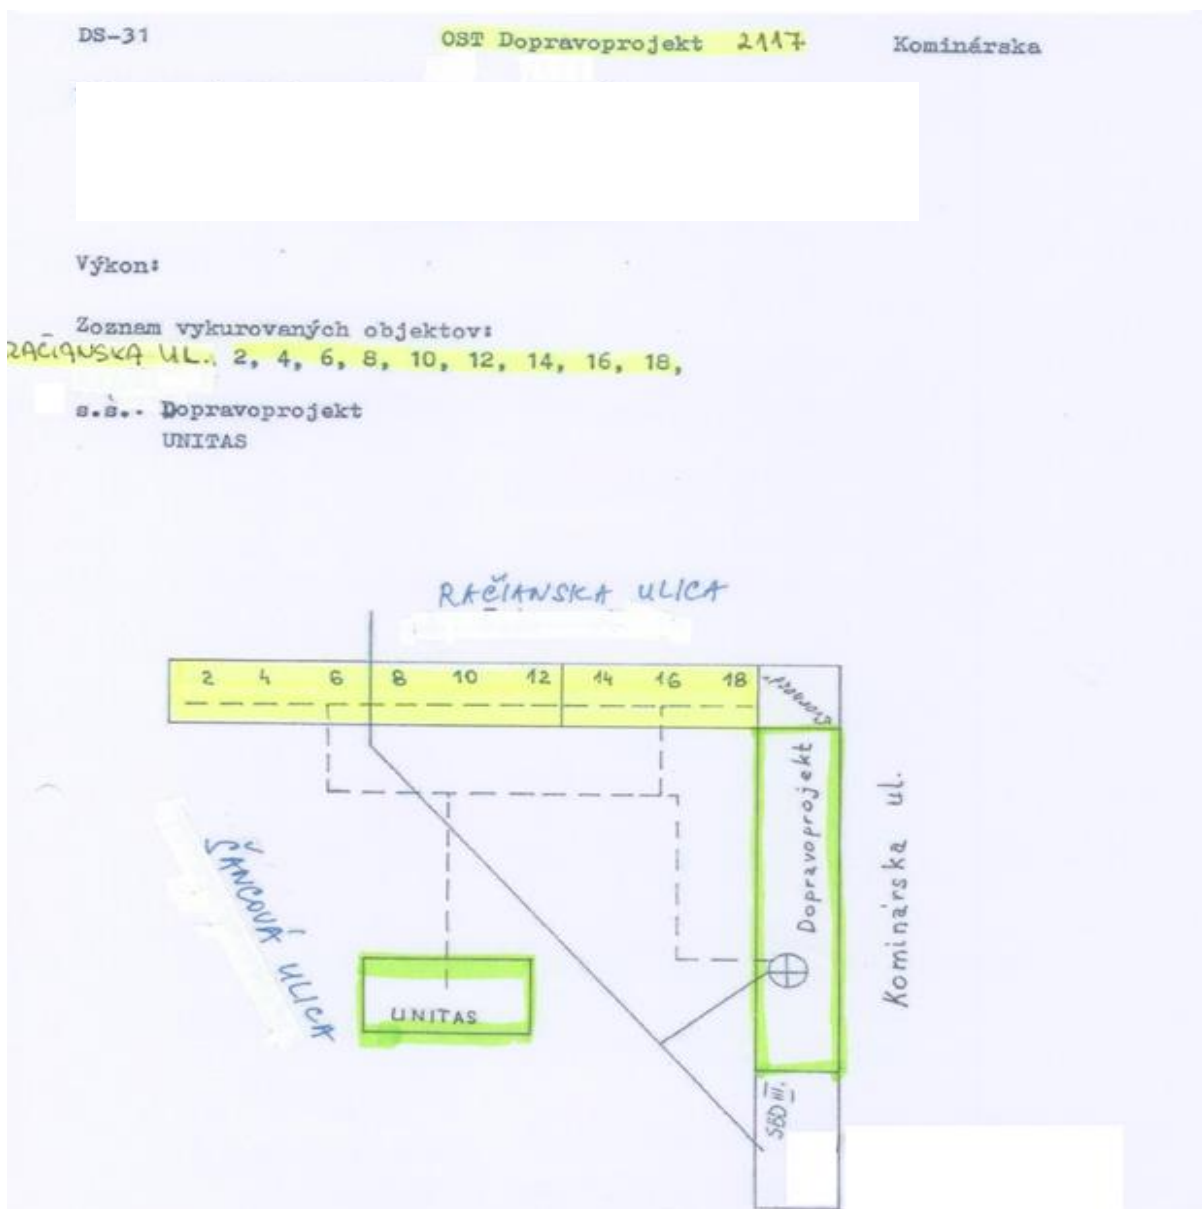 DS-31 OST Dopravoprojekt 2117 Kominárska
Výkon:
Zoznam vykurovaných objektov:
RAČIANSKA UL. 2, 4, 6, 8, 10, 12, 14, 16, 18,
s.š.. Dopravoprojekt
UNITAS
RAČIANSKA ULICA
2 4 6 8 10 12 14 16 18
Dopravoprojekt
Kominárska ul.
ŠANCOVÁ ULICA
UNITAS
SBD III.